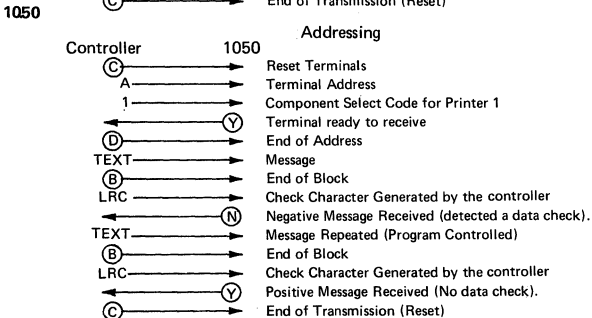 Ⓒ End of Transmission (Reset)
1050
Addressing
Controller 1050
Ⓒ Reset Terminals
A Terminal Address
1 Component Select Code for Printer 1
Ⓨ Terminal ready to receive
Ⓓ End of Address
TEXT Message
Ⓑ End of Block
LRC Check Character Generated by the controller
Ⓝ Negative Message Received (detected a data check).
TEXT Message Repeated (Program Controlled)
Ⓑ End of Block
LRC Check Character Generated by the controller
Ⓨ Positive Message Received (No data check).
Ⓒ End of Transmission (Reset)